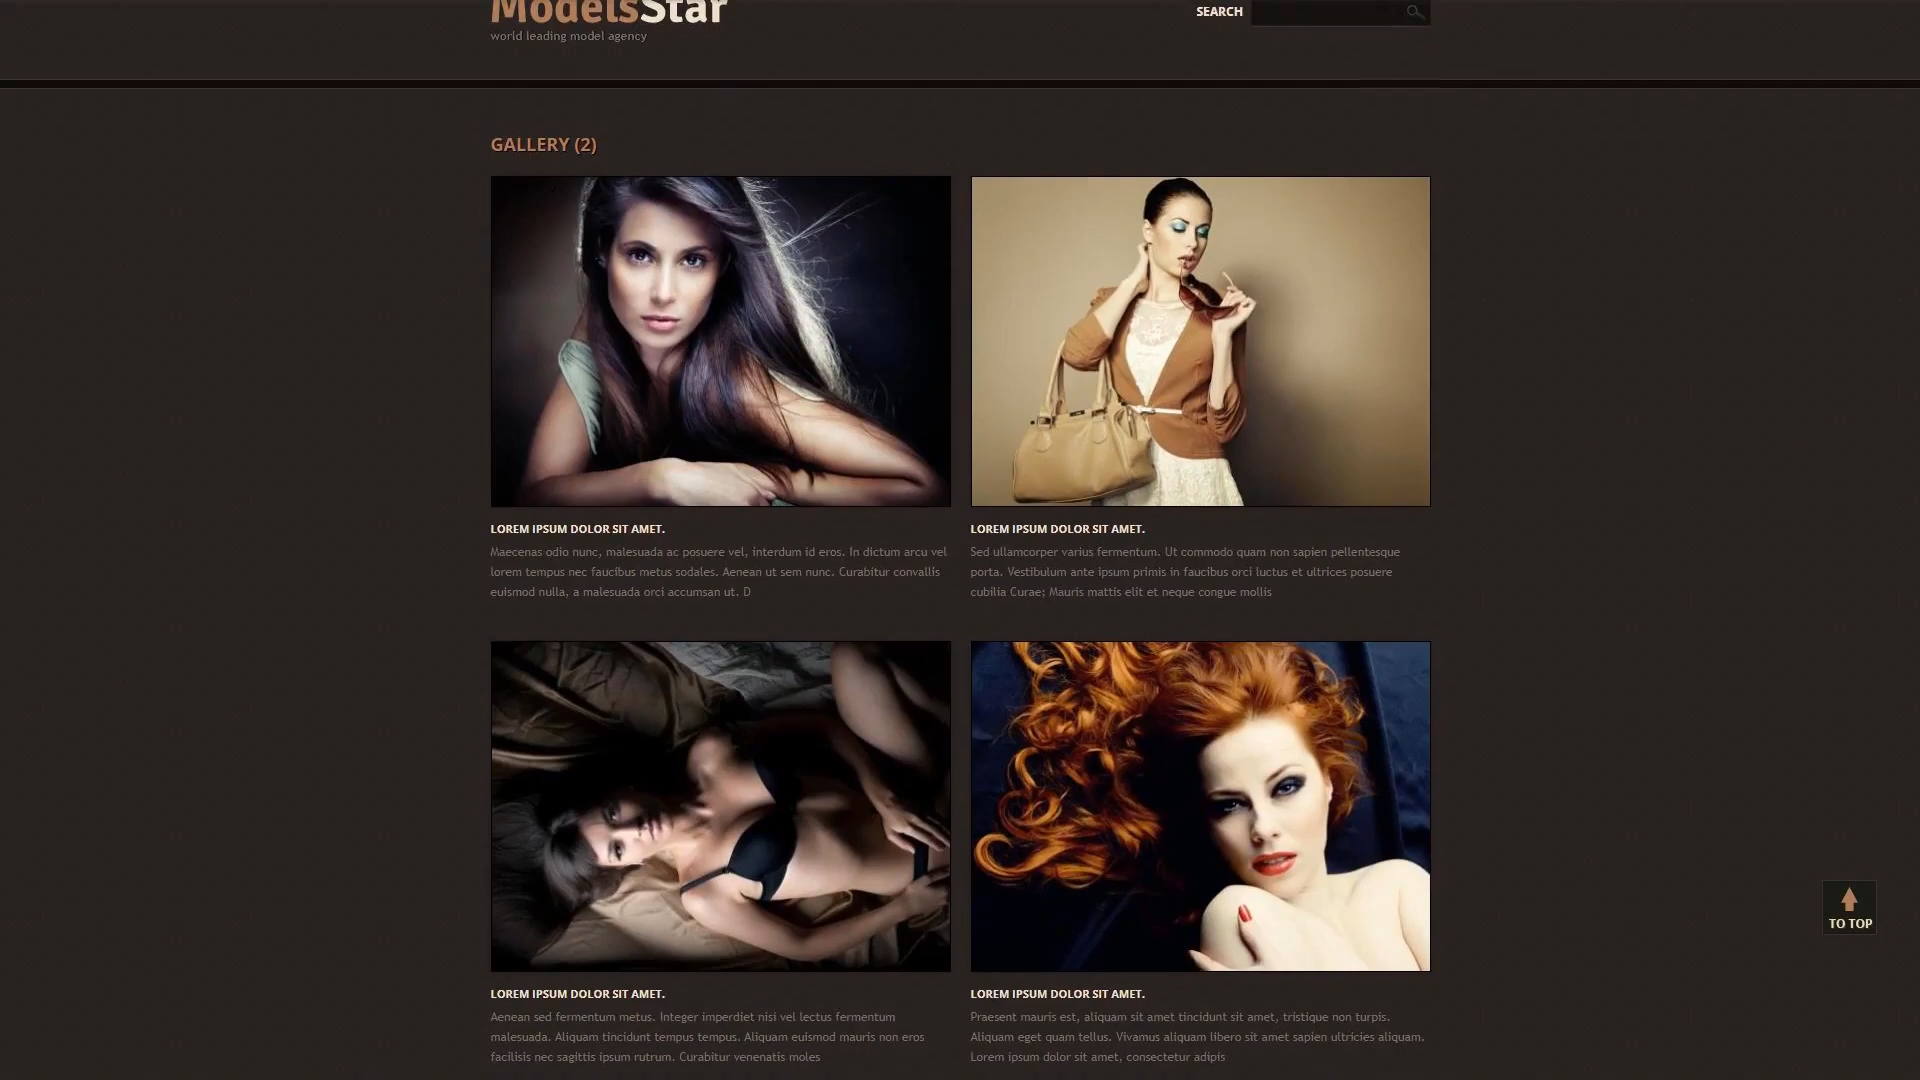 ModelsStar
world leading model agency
SEARCH
GALLERY (2)
LOREM IPSUM DOLOR SIT AMET.
Maecenas odio nunc, malesuada ac posuere vel, interdum id eros. In dictum arcu vel
lorem tempus nec faucibus metus sodales. Aenean ut sem nunc. Curabitur convallis
euismod nulla, a malesuada orci accumsan ut. D
LOREM IPSUM DOLOR SIT AMET.
Sed ullamcorper varius fermentum. Ut commodo quam non sapien pellentesque
porta. Vestibulum ante ipsum primis in faucibus orci luctus et ultrices posuere
cubilia Curae; Mauris mattis elit et neque congue mollis
LOREM IPSUM DOLOR SIT AMET.
Aenean sed fermentum metus. Integer imperdiet nisi vel lectus fermentum
malesuada. Aliquam tincidunt tempus tempus. Aliquam euismod mauris non eros
facilisis nec sagittis ipsum rutrum. Curabitur venenatis moles
LOREM IPSUM DOLOR SIT AMET.
Praesent mauris est, aliquam sit amet tincidunt sit amet, tristique non turpis.
Aliquam eget quam tellus. Vivamus aliquam libero sit amet sapien ultricies aliquam.
Lorem ipsum dolor sit amet, consectetur adipis
TO TOP